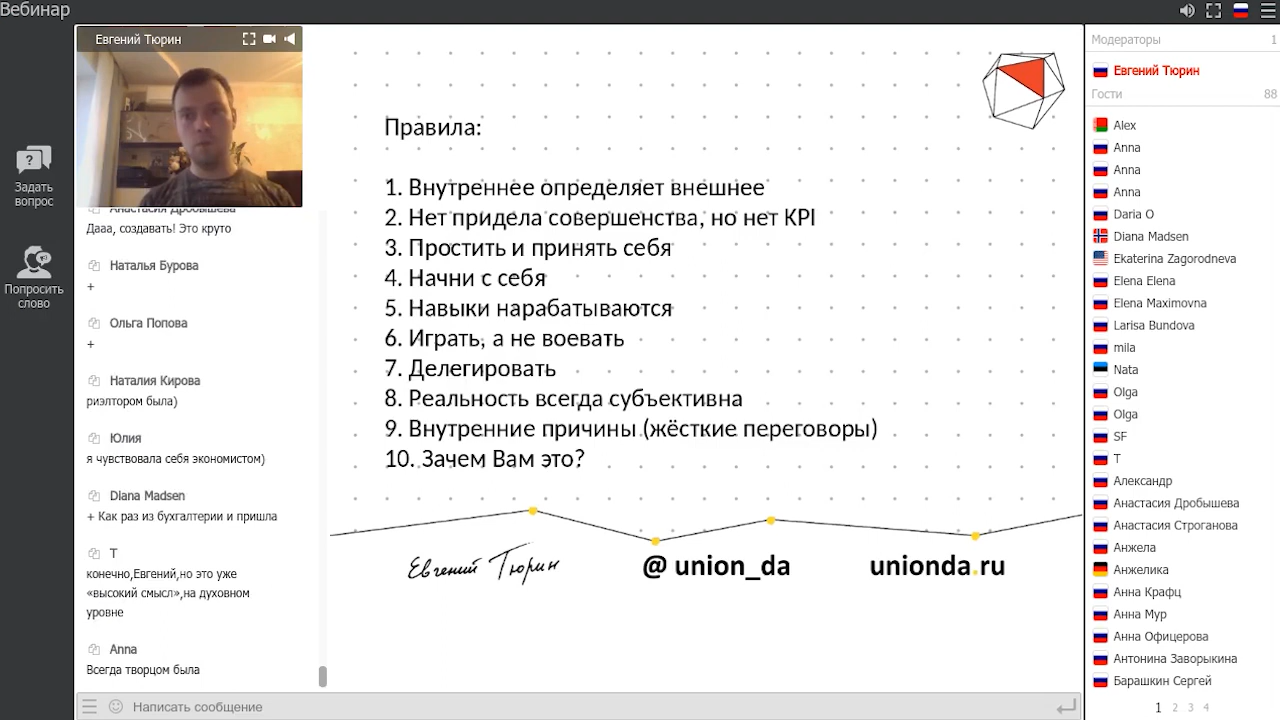 Вебинар
Евгений Тюрин
Задать
вопрос
Попросить
слово
Анастасия Дробышева
Дааа, создавать! Это круто
Наталья Бурова
+
Ольга Попова
+
Наталия Кирова
риэлтором была)
Юлия
я чувствовала себя экономистом)
Diana Madsen
+ Как раз из бухгалтерии и пришла
Т
конечно,Евгений,но это уже
«высокий смысл»,на духовном
уровне
Anna
Всегда творцом была
Написать сообщение
Правила:
1. Внутреннее определяет внешнее
2. Нет придела совершенства, но нет KPI
3. Простить и принять себя
4. Начни с себя
5. Навыки нарабатываются
6. Играть, а не воевать
7. Делегировать
8. Реальность всегда субъективна
9. Внутренние причины (жёсткие переговоры)
10. Зачем Вам это?
Евгений Тюрин
@ union_da
unionda.ru
Модераторы 1
Евгений Тюрин
Гости 88
Alex
Anna
Anna
Anna
Daria O
Diana Madsen
Ekaterina Zagorodneva
Elena Elena
Elena Maximovna
Larisa Bundova
mila
Nata
Olga
Olga
SF
T
Александр
Анастасия Дробышева
Анастасия Строганова
Анжела
Анжелика
Анна Крафц
Анна Мур
Анна Офицерова
Антонина Заворыкина
Барашкин Сергей
1 2 3 4